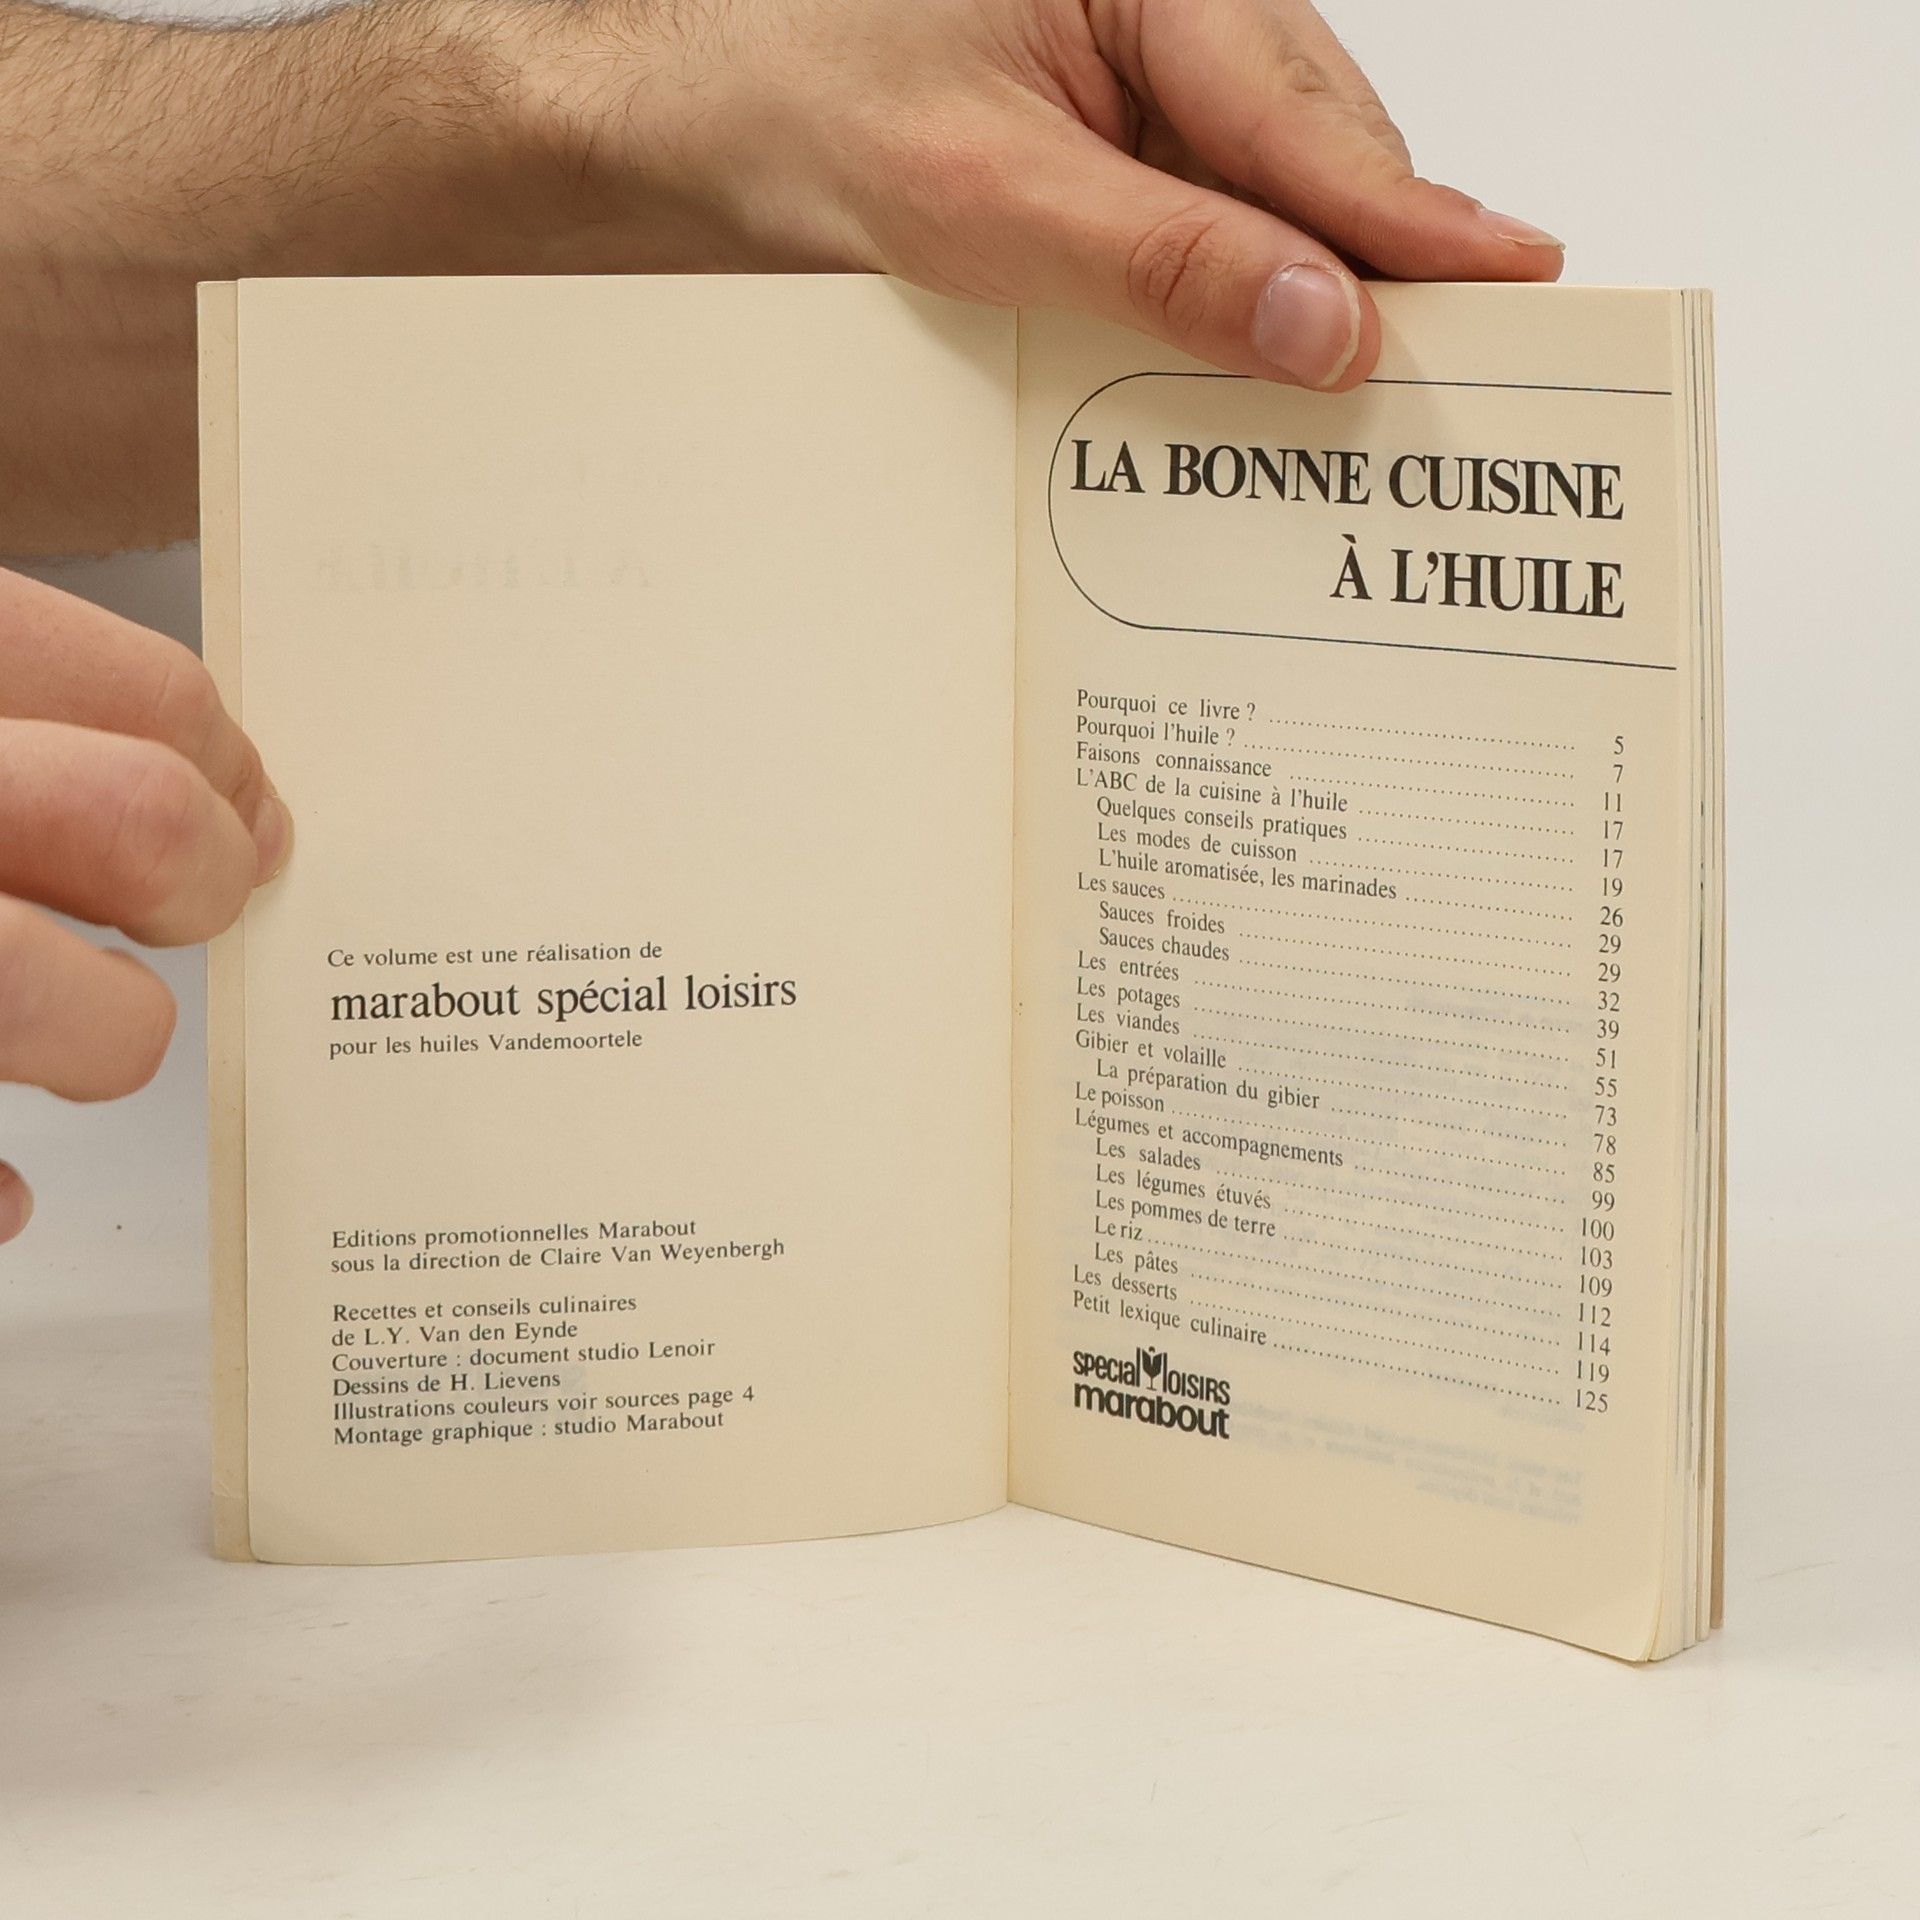 Ce volume est une réalisation de
marabout spécial loisirs
pour les huiles Vandemoortele
Editions promotionnelles Marabout
sous la direction de Claire Van Weyenbergh
Recettes et conseils culinaires
de L.Y. Van den Eynde
Couverture : document studio Lenoir
Dessins de H. Lievens
Illustrations couleurs voir sources page 4
Montage graphique : studio Marabout
LA BONNE CUISINE
À L'HUILE
Pourquoi ce livre ? 5
Pourquoi l'huile ? 7
Faisons connaissance 11
L'ABC de la cuisine à l'huile 17
Quelques conseils pratiques 17
Les modes de cuisson 19
L'huile aromatisée, les marinades 26
Les sauces 29
Sauces froides 29
Sauces chaudes 32
Les entrées 39
Les potages 51
Les viandes 55
Gibier et volaille 73
La préparation du gibier 78
Le poisson 85
Légumes et accompagnements 99
Les salades 100
Les légumes étuvés 103
Les pommes de terre 109
Le riz 112
Les pâtes 114
Les desserts 119
Petit lexique culinaire 125
special loisirs
marabout